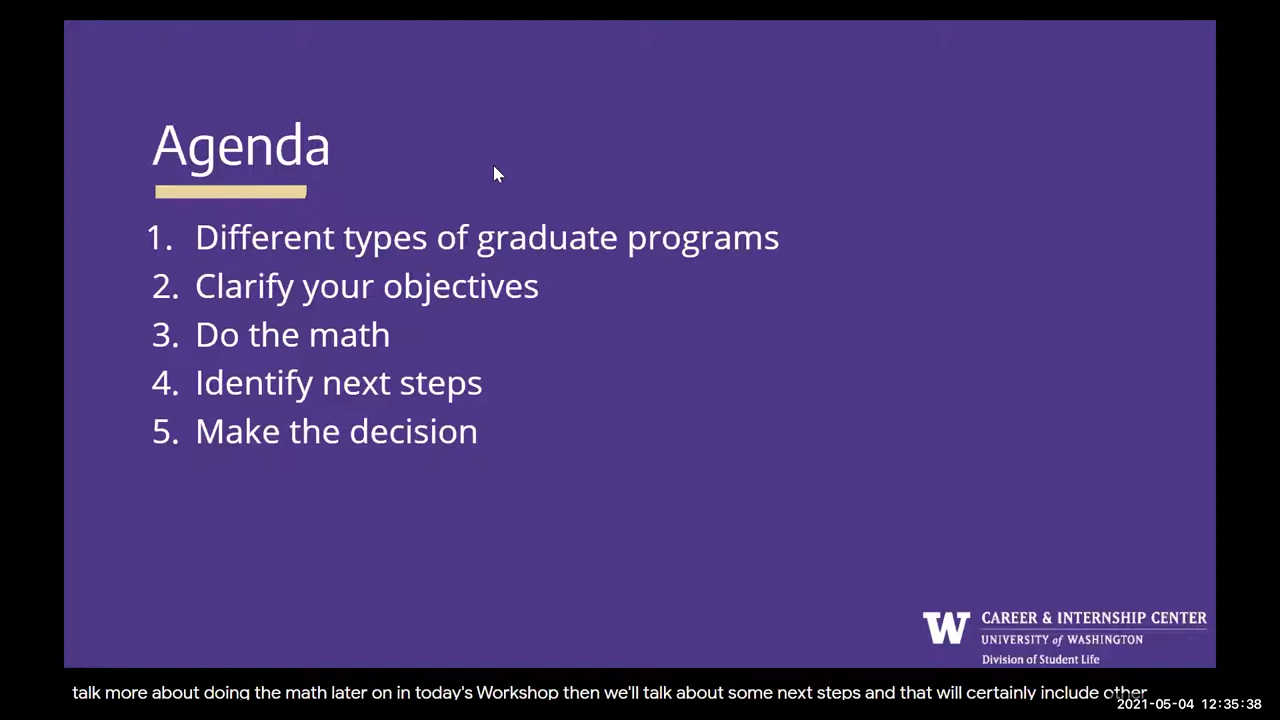 Agenda
1. Different types of graduate programs
2. Clarify your objectives
3. Do the math
4. Identify next steps
5. Make the decision
W CAREER & INTERNSHIP CENTER
UNIVERSITY of WASHINGTON
Division of Student Life
talk more about doing the math later on in today's Workshop then we'll talk about some next steps and that will certainly include other
2021-05-04 12:35:38